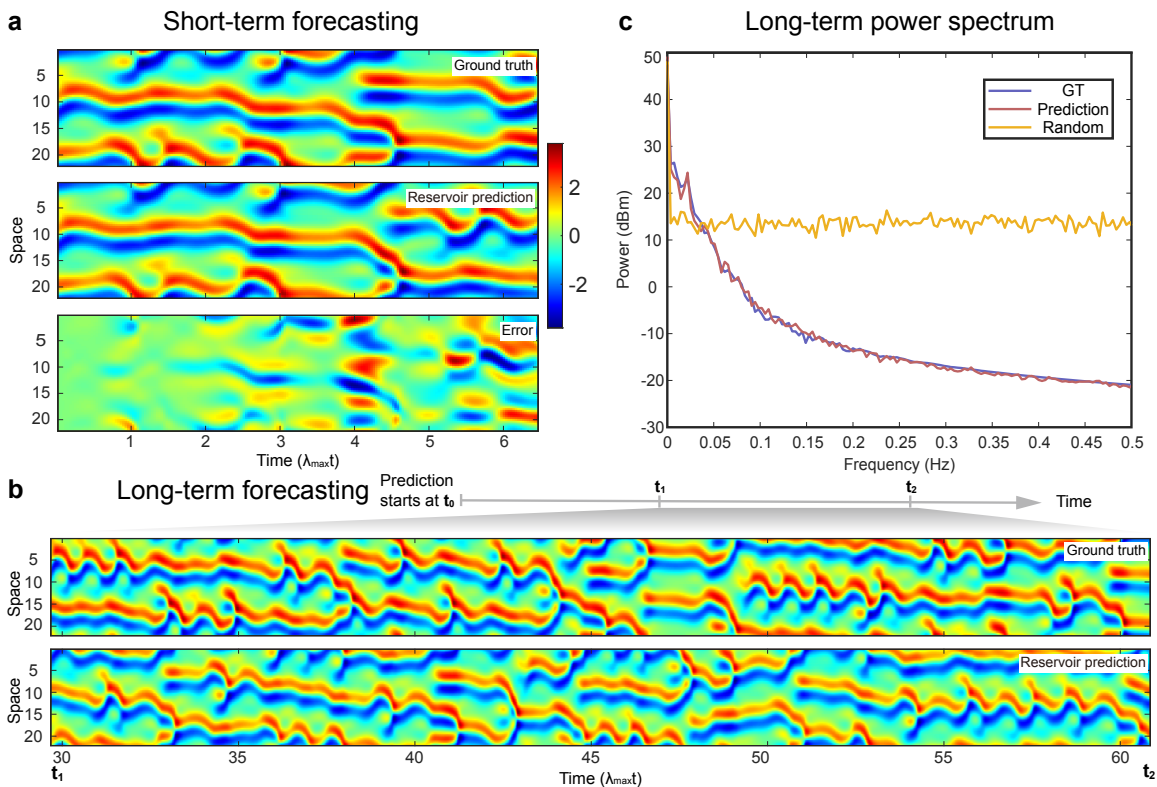 a Short-term forecasting
Ground truth
5
10
15
20
Reservoir prediction
5
10
15
20
Space
Error
5
10
15
20
1 2 3 4 5 6
Time (λmaxt)
2
0
-2
c Long-term power spectrum
50
40
30
20
10
0
-10
-20
-30
Power (dBm)
GT
Prediction
Random
0 0.05 0.1 0.15 0.2 0.25 0.3 0.35 0.4 0.45 0.5
Frequency (Hz)
b Long-term forecasting
Prediction
starts at t0
t1
t2
Time
Ground truth
5
10
15
20
Space
Reservoir prediction
5
10
15
20
Space
30 35 40 45 50 55 60
t1
Time (λmaxt)
t2